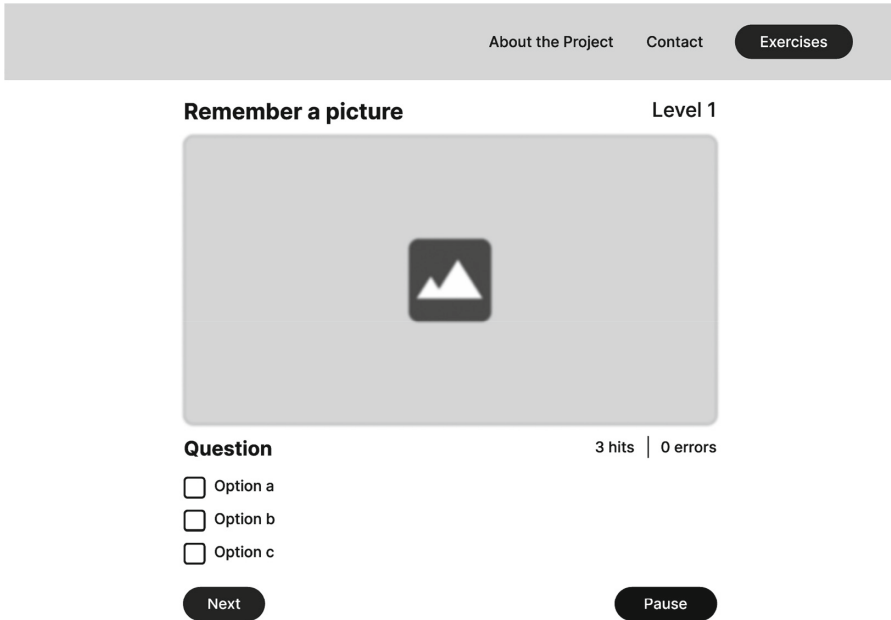 About the Project Contact Exercises
Remember a picture Level 1
Question 3 hits | 0 errors
Option a
Option b
Option c
Next Pause